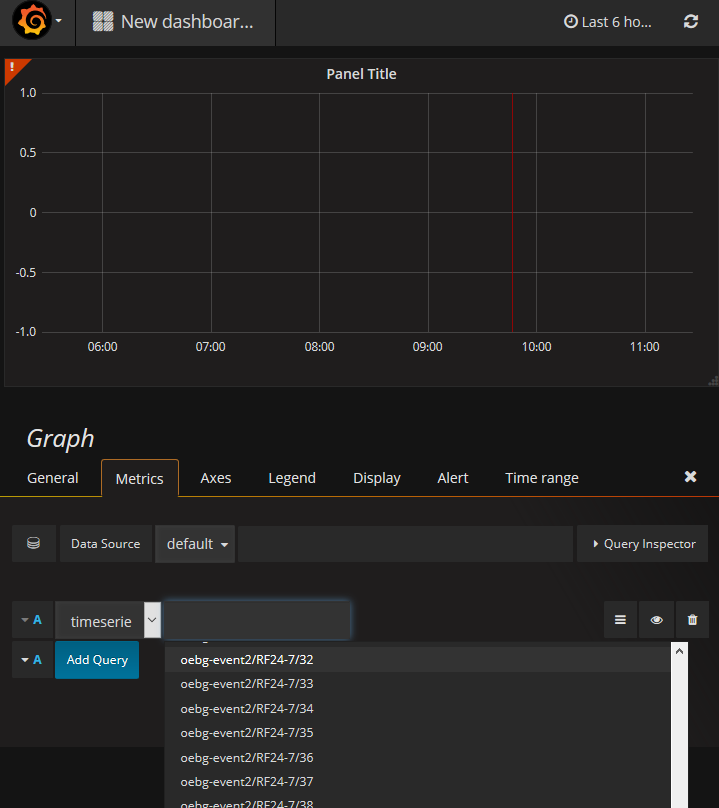 New dashboar...
Last 6 ho...
!
Panel Title
1.0
0.5
0
-0.5
-1.0
06:00 07:00 08:00 09:00 10:00 11:00
Graph
General Metrics Axes Legend Display Alert Time range
Data Source default Query Inspector
A timeserie
A Add Query
oebg-event2/RF24-7/32
oebg-event2/RF24-7/33
oebg-event2/RF24-7/34
oebg-event2/RF24-7/35
oebg-event2/RF24-7/36
oebg-event2/RF24-7/37
oebg-event2/RF24-7/38